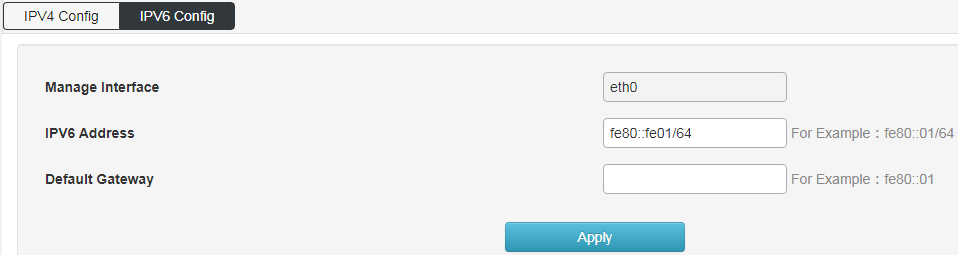 IPV4 Config IPV6 Config
Manage Interface eth0
IPV6 Address fe80::fe01/64 For Example：fe80::01/64
Default Gateway For Example：fe80::01
Apply